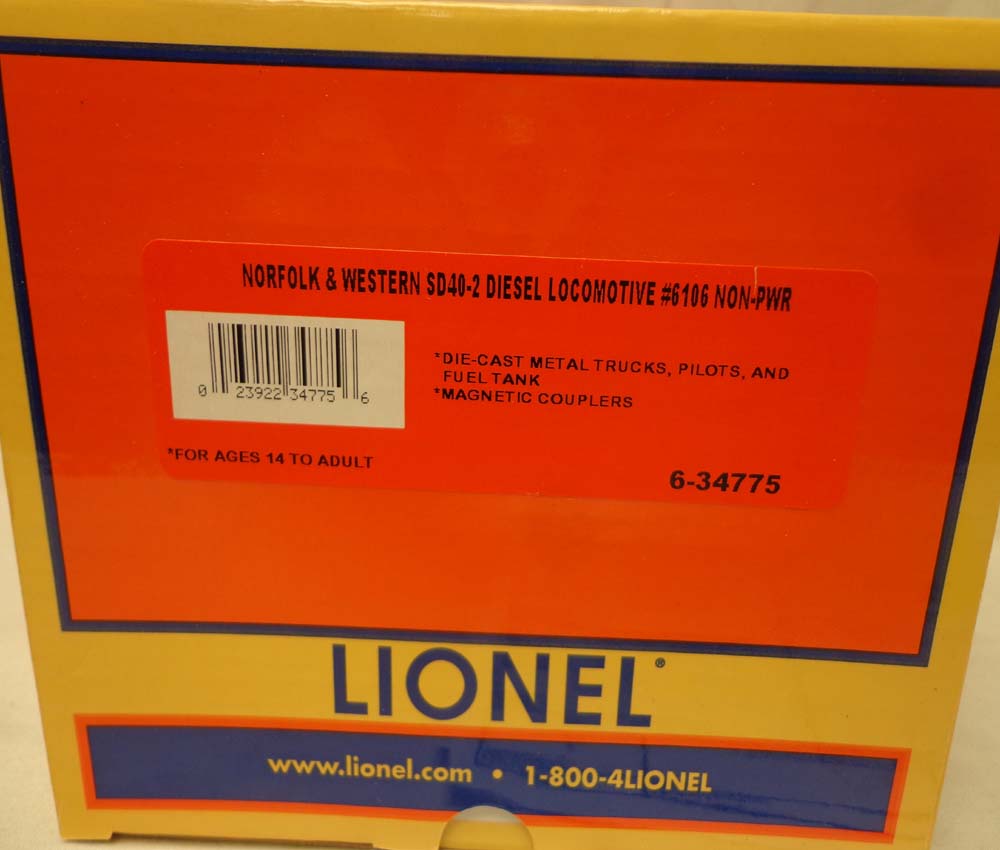 NORFOLK & WESTERN SD40-2 DIESEL LOCOMOTIVE #6106 NON-PWR
0 23922 34775 6
*DIE-CAST METAL TRUCKS, PILOTS, AND
FUEL TANK
*MAGNETIC COUPLERS
*FOR AGES 14 TO ADULT
6-34775
LIONEL®
www.lionel.com • 1-800-4LIONEL